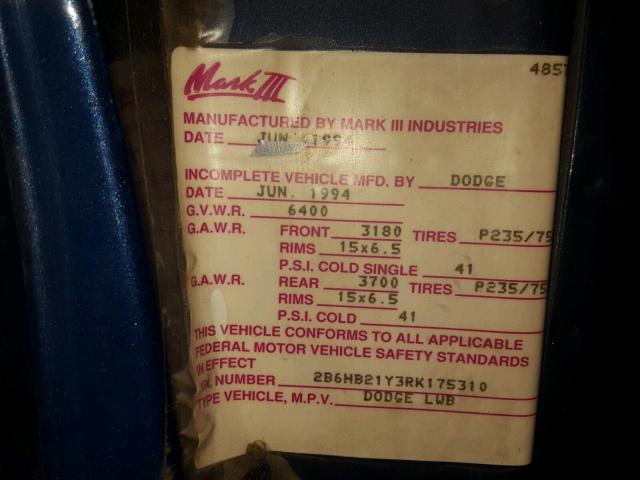 Mark III
4857
MANUFACTURED BY MARK III INDUSTRIES
DATE JUN. 1994
INCOMPLETE VEHICLE MFD. BY DODGE
DATE JUN. 1994
G.V.W.R. 6400
G.A.W.R. FRONT 3180 TIRES P235/75
RIMS 15x6.5
P.S.I. COLD SINGLE 41
G.A.W.R. REAR 3700 TIRES P235/75
RIMS 15x6.5
P.S.I. COLD 41
THIS VEHICLE CONFORMS TO ALL APPLICABLE
FEDERAL MOTOR VEHICLE SAFETY STANDARDS
IN EFFECT
NUMBER 2B6HB21Y3RK175310
TYPE VEHICLE, M.P.V. DODGE LWB